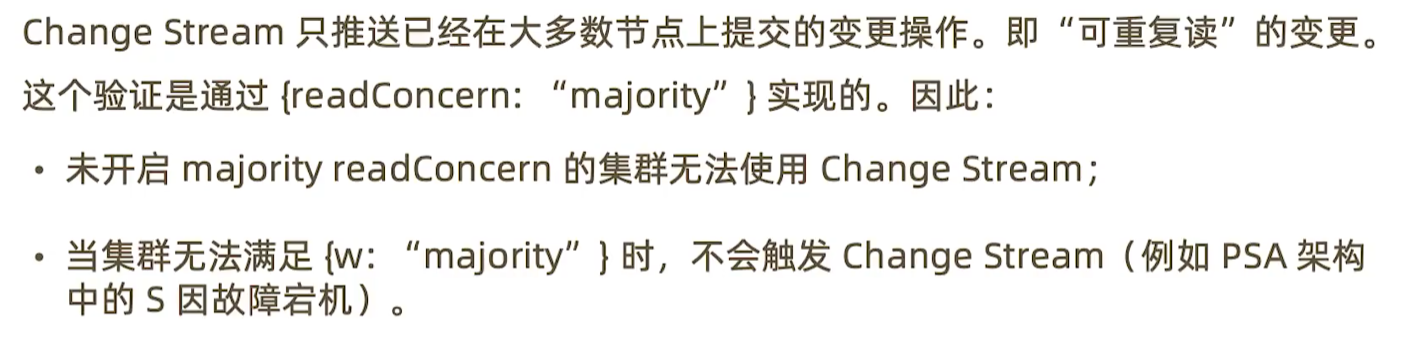 Change Stream 只推送已经在大多数节点上提交的变更操作。即“可重复读”的变更。
这个验证是通过 {readConcern: “majority”} 实现的。因此：
• 未开启 majority readConcern 的集群无法使用 Change Stream；
• 当集群无法满足 {w: “majority”} 时，不会触发 Change Stream（例如 PSA 架构
中的 S 因故障宕机）。